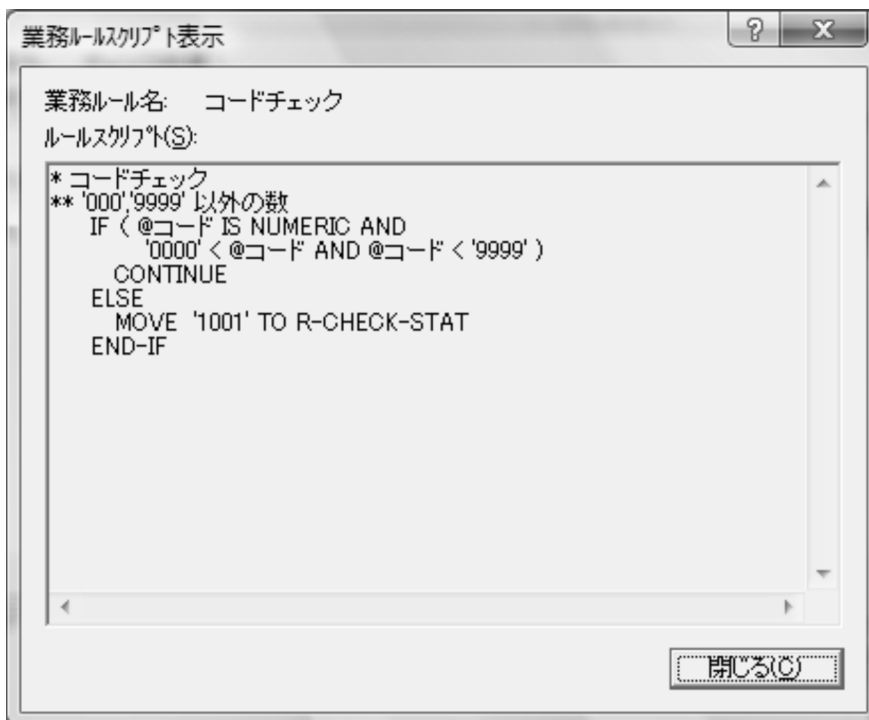 業務ルールスクリプト表示
業務ルール名: コードチェック
ルールスクリプト(S):
* コードチェック
** '000','9999' 以外の数
IF ( @コード IS NUMERIC AND
'0000' < @コード AND @コード < '9999' )
CONTINUE
ELSE
MOVE '1001' TO R-CHECK-STAT
END-IF
閉じる(C)